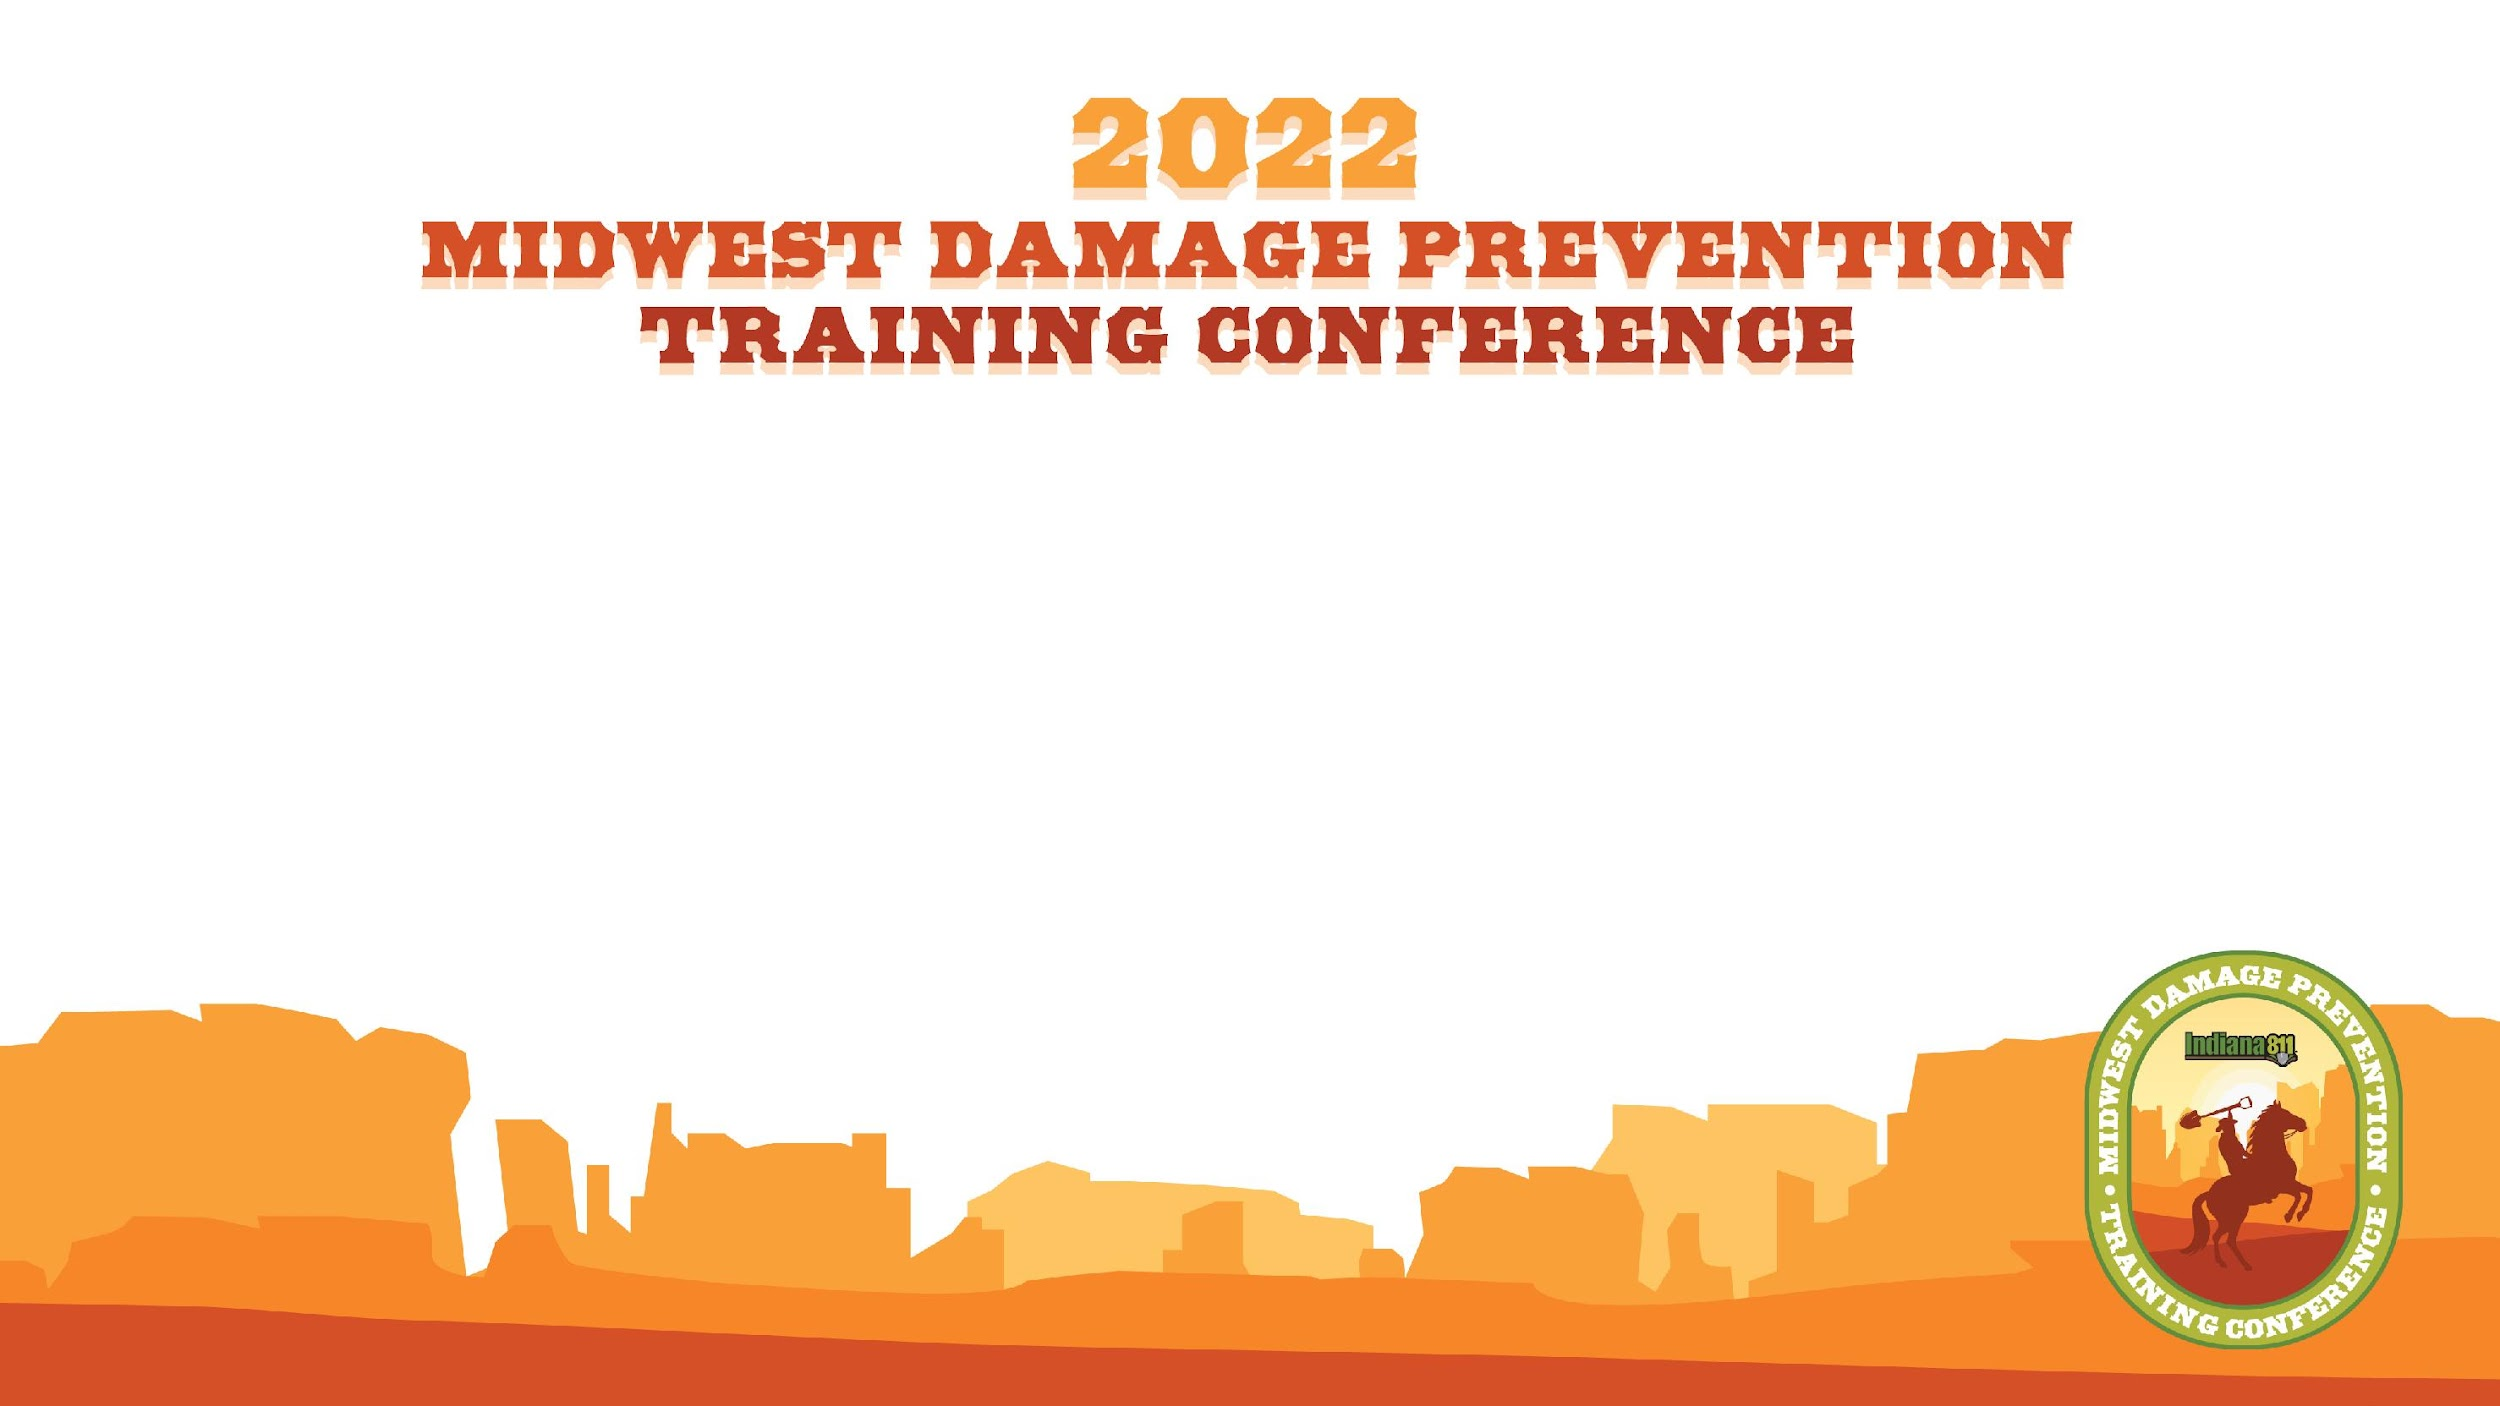 2022
MIDWEST DAMAGE PREVENTION
TRAINING CONFERENCE
Indiana811
MIDWEST DAMAGE PREVENTION
TRAINING CONFERENCE